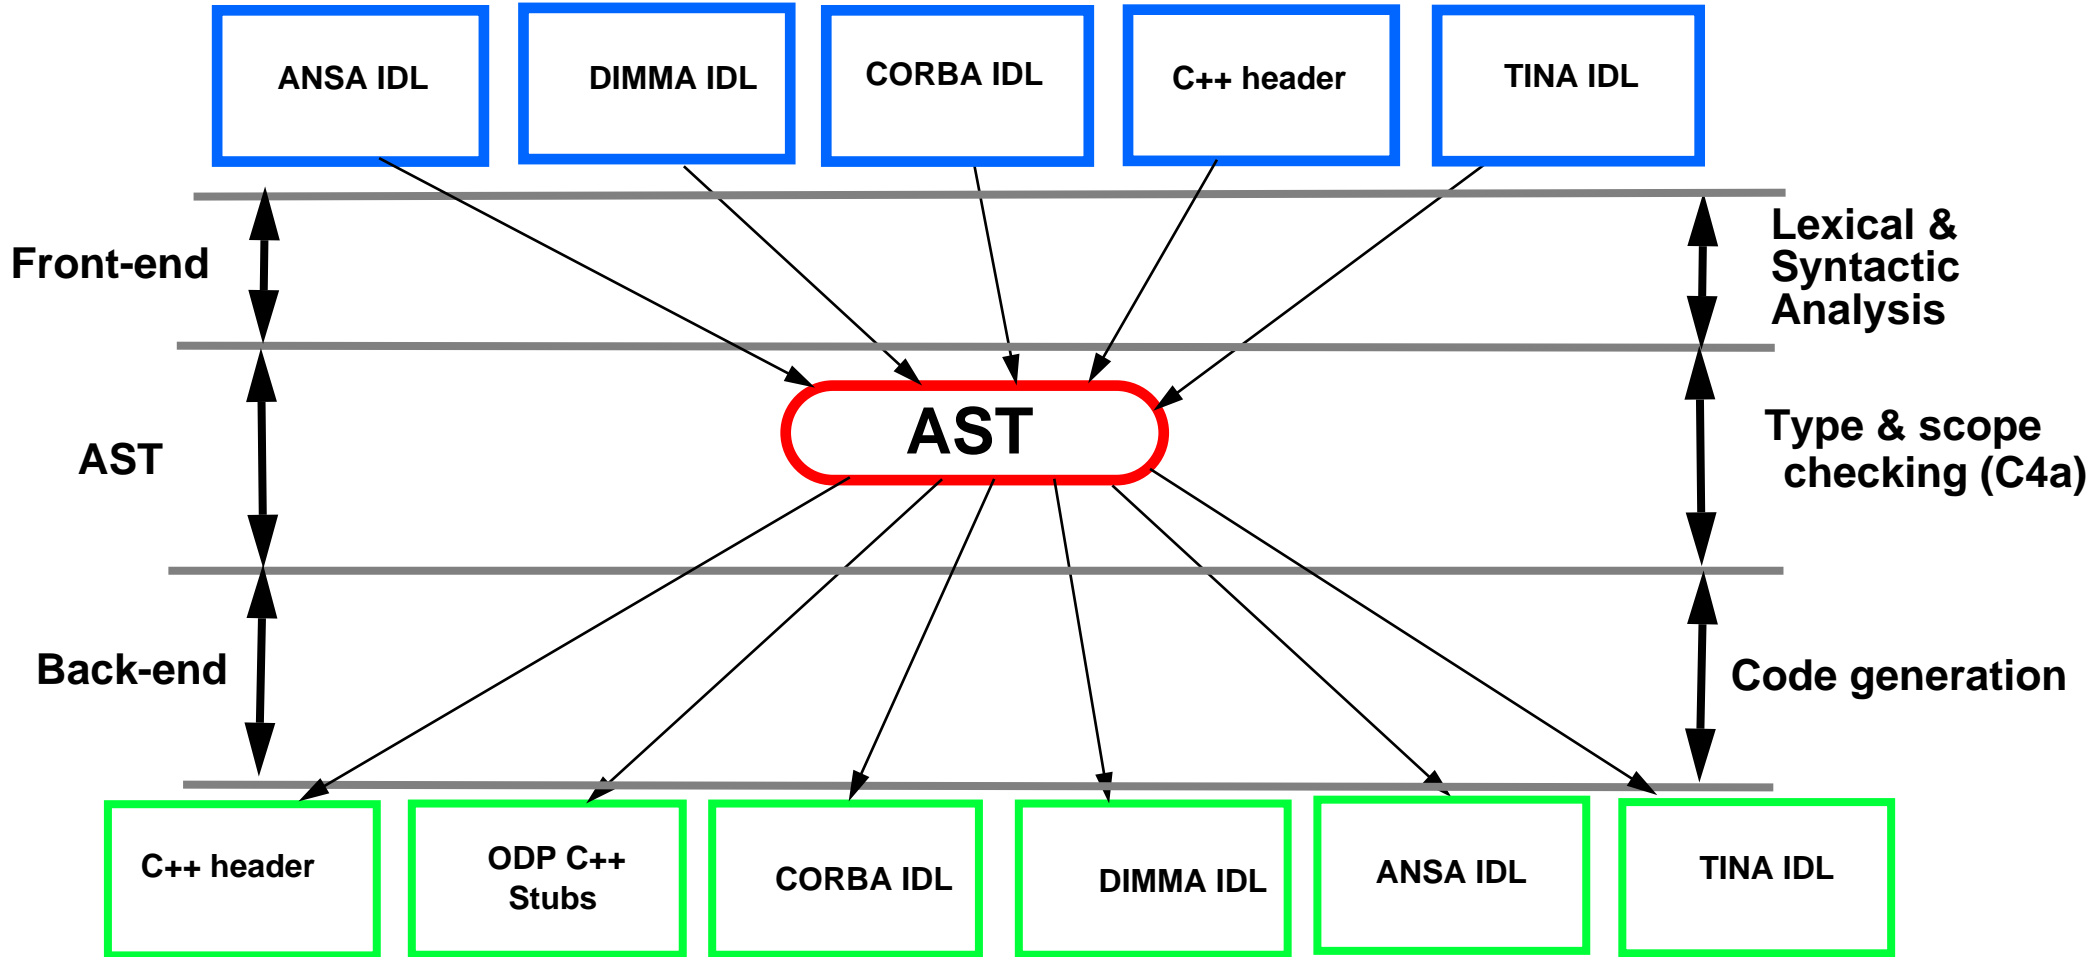 ANSA IDL
DIMMA IDL
CORBA IDL
C++ header
TINA IDL
Front-end
Lexical &
Syntactic
Analysis
AST
AST
Type & scope
checking (C4a)
Back-end
Code generation
C++ header
ODP C++
Stubs
CORBA IDL
DIMMA IDL
ANSA IDL
TINA IDL